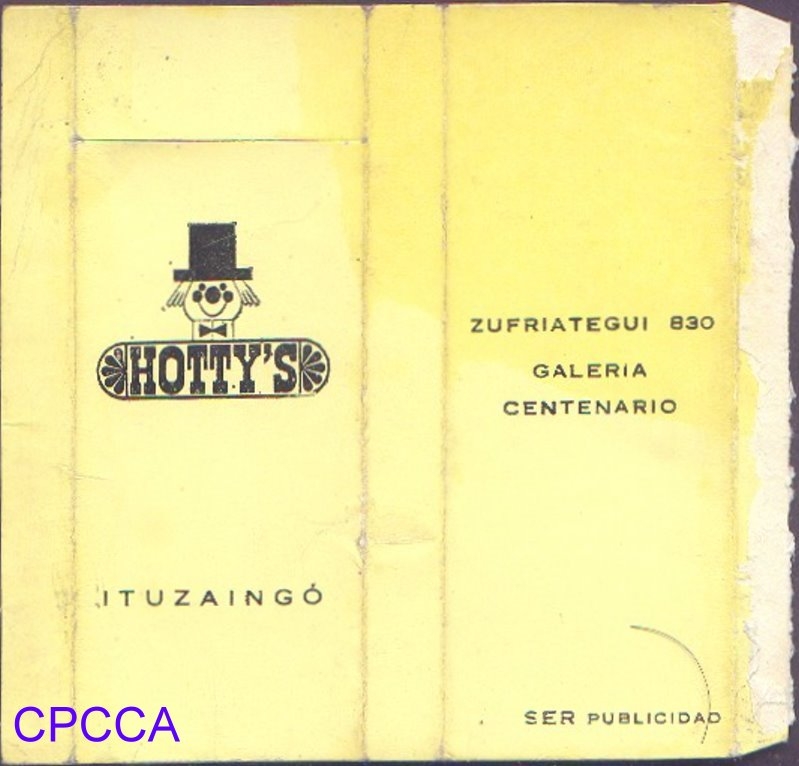 HOTTY'S
ITUZAINGÓ
ZUFRIATEGUI 830
GALERIA
CENTENARIO
SER PUBLICIDAD
CPCCA